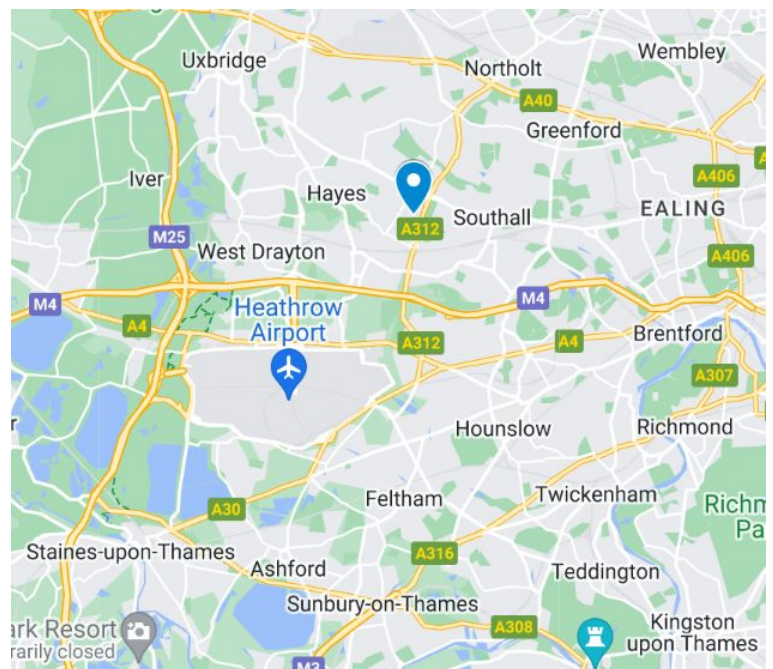 Uxbridge
Wembley
Northolt
A40
Greenford
Iver
Hayes
A406
A312
Southall
EALING
M25
West Drayton
A406
M4
Heathrow
Airport
M4
A4
A312
A4
Brentford
A307
Hounslow
Richmond
A30
Feltham
Twickenham
Richm
Pa
Staines-upon-Thames
Ashford
A316
Teddington
Sunbury-on-Thames
ark Resort
rarily closed
A308
Kingston
upon Thames
M3